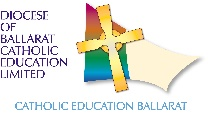 DIOCESE
OF
BALLARAT
CATHOLIC
EDUCATION
LIMITED
CATHOLIC EDUCATION BALLARAT